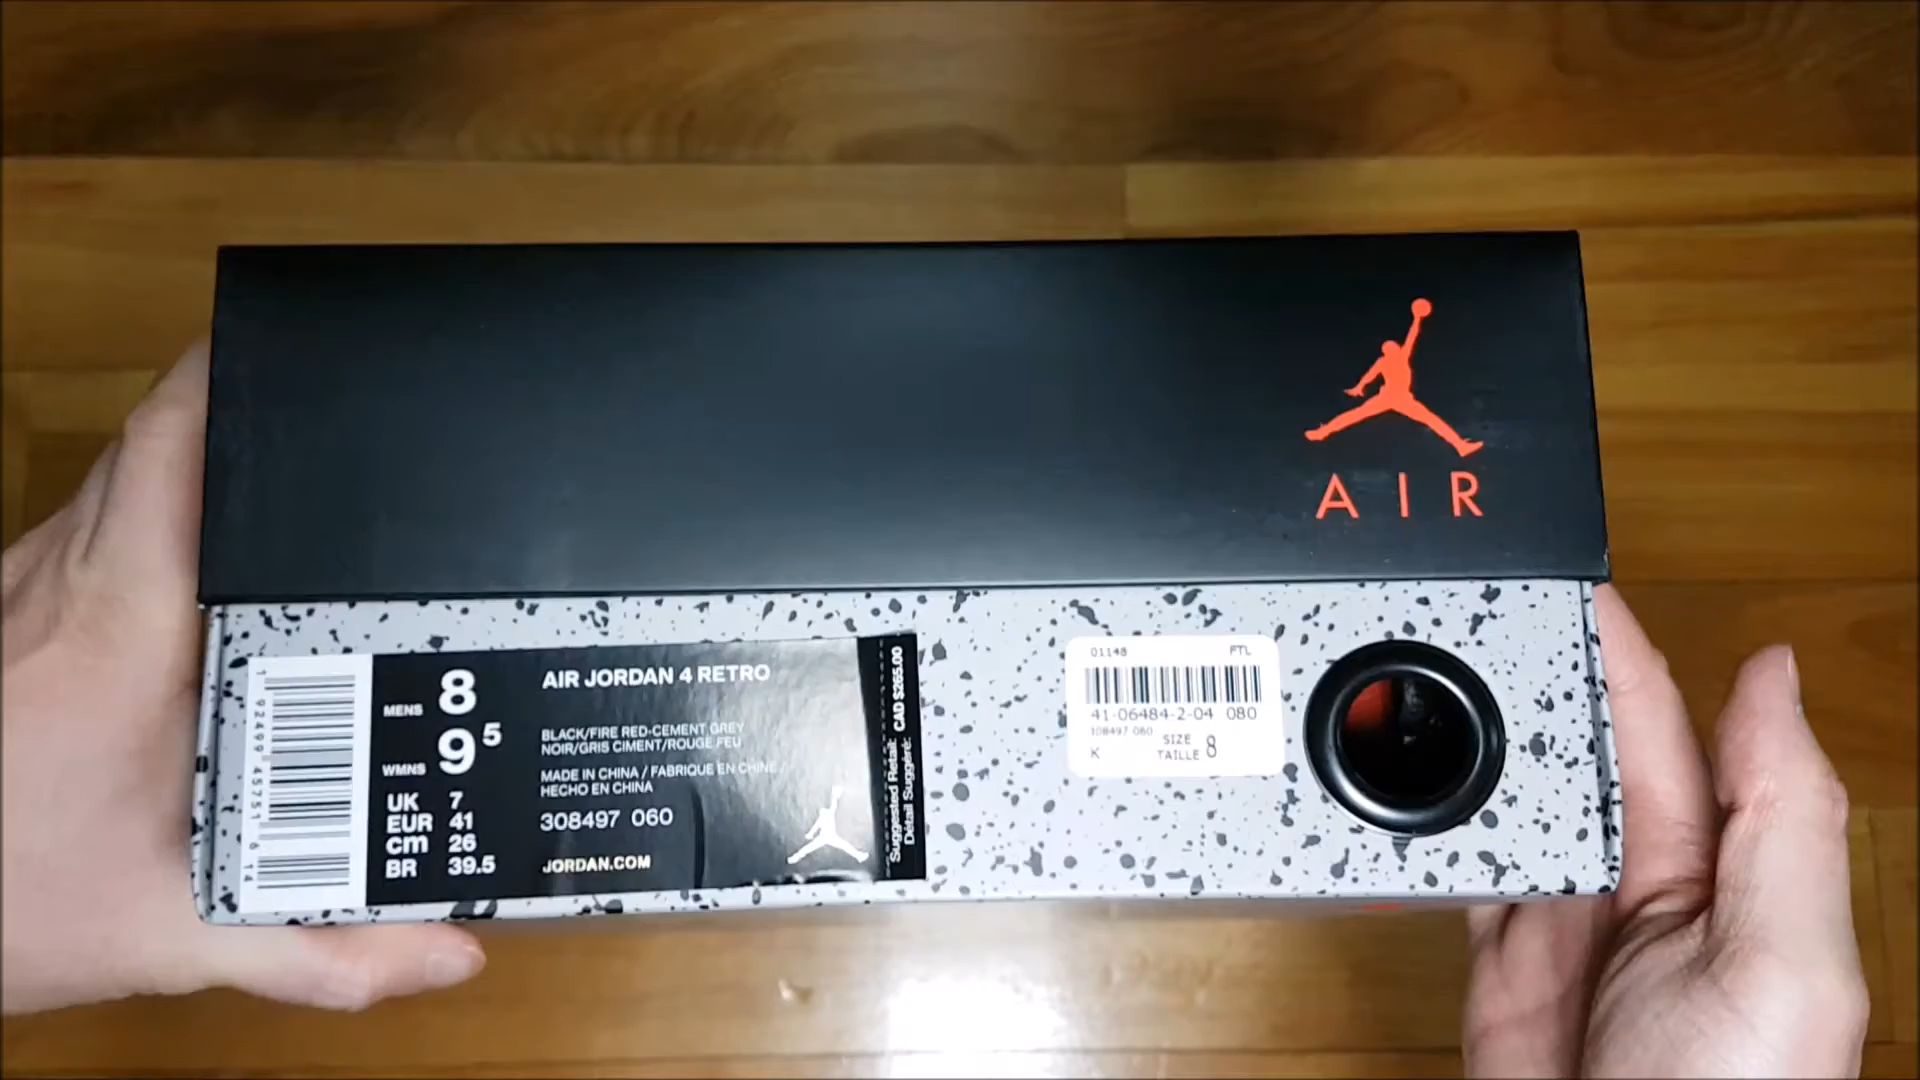 AIR
MENS 8
WMNS 9 5
UK 7
EUR 41
cm 26
BR 39.5
AIR JORDAN 4 RETRO
BLACK/FIRE RED-CEMENT GREY
NOIR/GRIS CIMENT/ROUGE FEU
MADE IN CHINA / FABRIQUE EN CHINE /
HECHO EN CHINA
308497 060
JORDAN.COM
Suggested Retail: CAD $265.00
Détail Suggéré:
01148 FTL
41-06484-2-04 080
308497 060
SIZE
K TAILLE 8